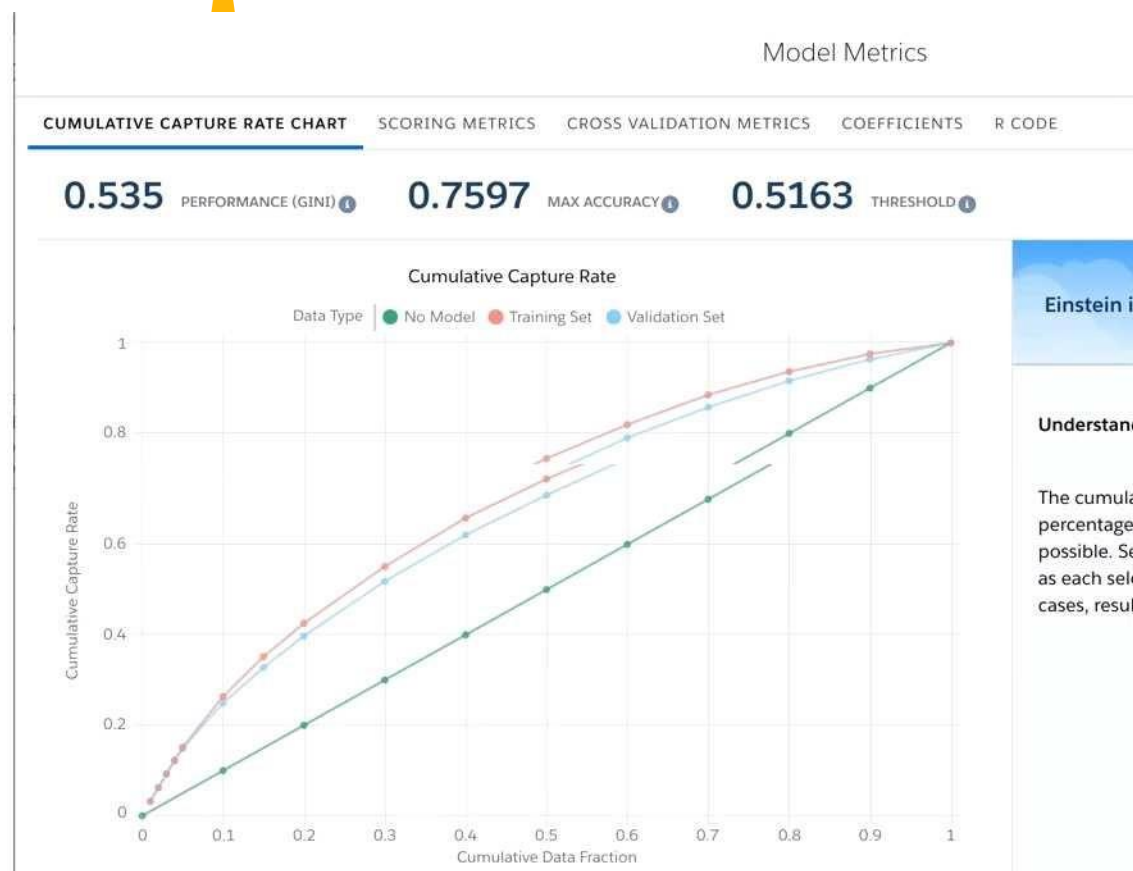 Model Metrics
CUMULATIVE CAPTURE RATE CHART SCORING METRICS CROSS VALIDATION METRICS COEFFICIENTS R CODE
0.535 PERFORMANCE (GINI) 0.7597 MAX ACCURACY 0.5163 THRESHOLD
Cumulative Capture Rate
Data Type No Model Training Set Validation Set
Einstein i
Understan
The cumula
percentage
possible. Se
as each sel
cases, resul
Cumulative Capture Rate
1
0.8
0.6
0.4
0.2
0
0 0.1 0.2 0.3 0.4 0.5 0.6 0.7 0.8 0.9 1
Cumulative Data Fraction